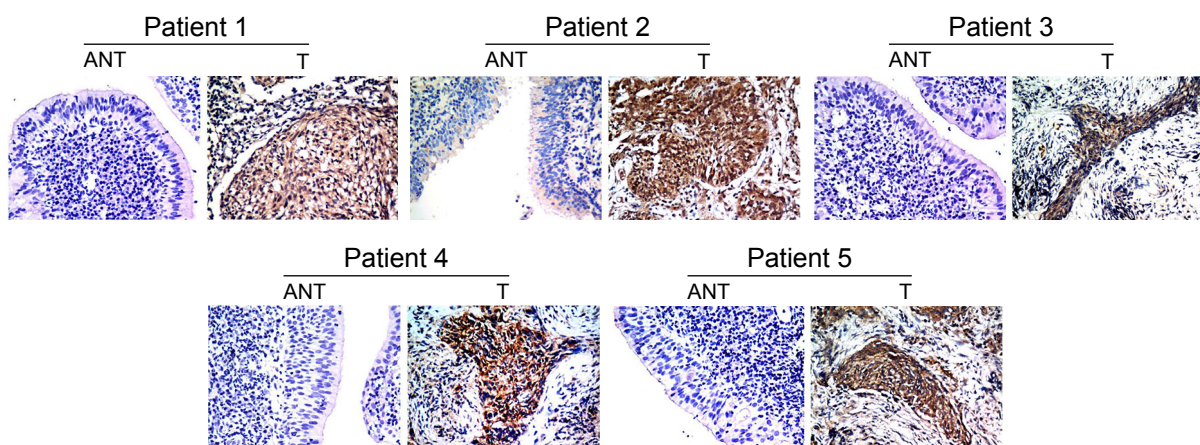 Patient 1
ANT T
Patient 2
ANT T
Patient 3
ANT T
Patient 4
ANT T
Patient 5
ANT T